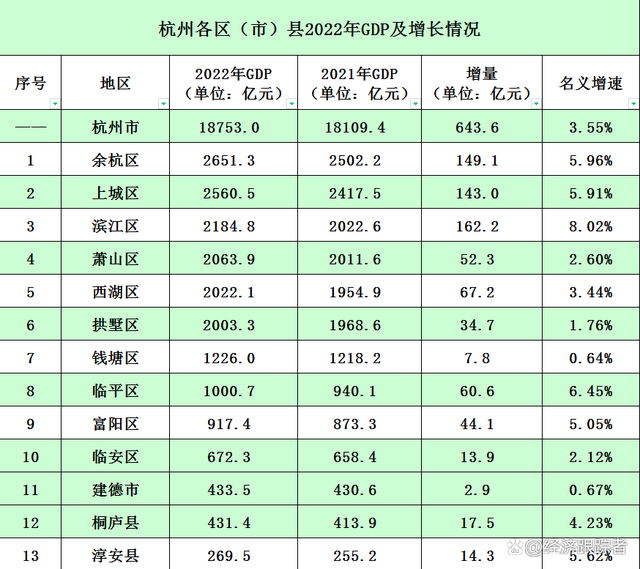 杭州各区（市）县2022年GDP及增长情况
序号 地区 2022年GDP（单位：亿元） 2021年GDP（单位：亿元） 增量（单位：亿元） 名义增速
—— 杭州市 18753.0 18109.4 643.6 3.55%
1 余杭区 2651.3 2502.2 149.1 5.96%
2 上城区 2560.5 2417.5 143.0 5.91%
3 滨江区 2184.8 2022.6 162.2 8.02%
4 萧山区 2063.9 2011.6 52.3 2.60%
5 西湖区 2022.1 1954.9 67.2 3.44%
6 拱墅区 2003.3 1968.6 34.7 1.76%
7 钱塘区 1226.0 1218.2 7.8 0.64%
8 临平区 1000.7 940.1 60.6 6.45%
9 富阳区 917.4 873.3 44.1 5.05%
10 临安区 672.3 658.4 13.9 2.12%
11 建德市 433.5 430.6 2.9 0.67%
12 桐庐县 431.4 413.9 17.5 4.23%
13 淳安县 269.5 255.2 14.3 5.62%
@经济跟踪者